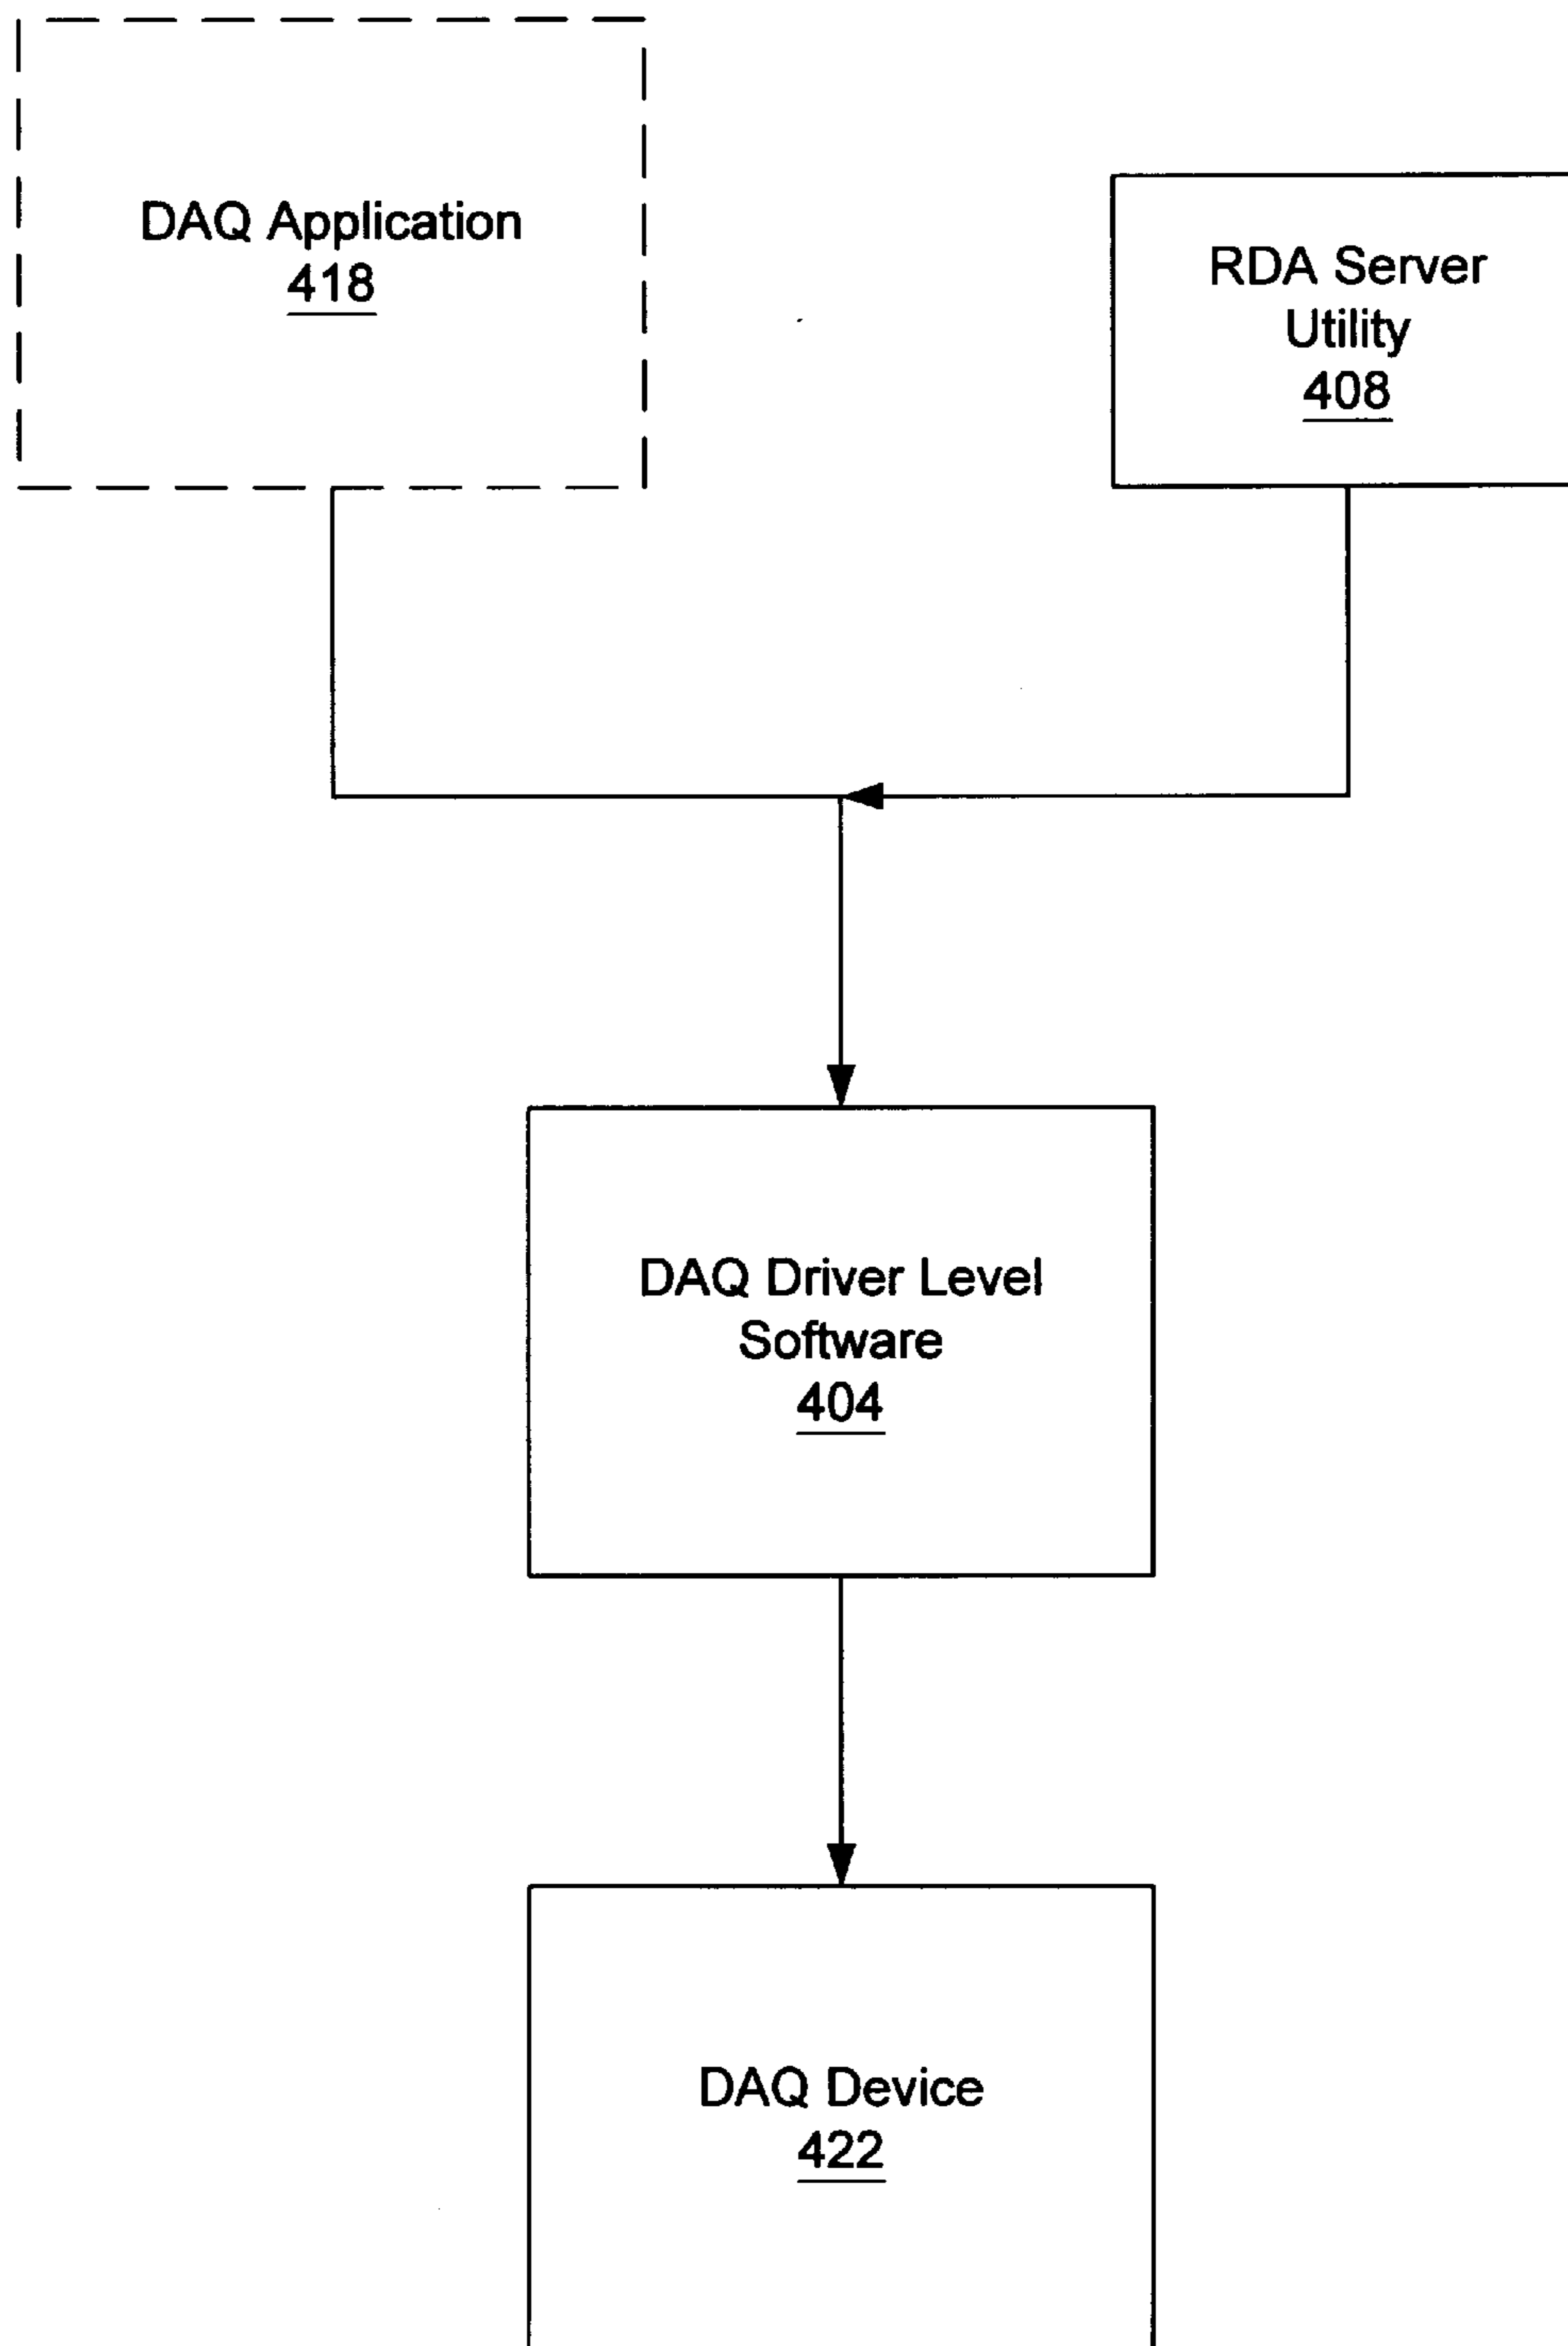 DAQ Application
418
RDA Server
Utility
408
DAQ Driver Level
Software
404
DAQ Device
422